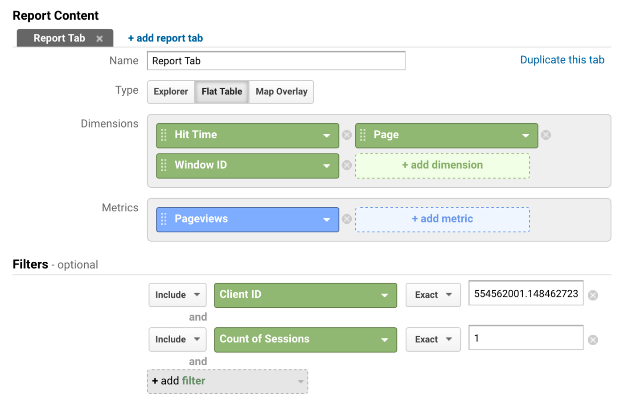 Report Content
Report Tab × + add report tab
Name Report Tab Duplicate this tab
Type Explorer Flat Table Map Overlay
Dimensions Hit Time Page
Window ID + add dimension
Metrics Pageviews + add metric
Filters - optional
Include Client ID Exact 554562001.148462723
and
Include Count of Sessions Exact 1
and
+ add filter